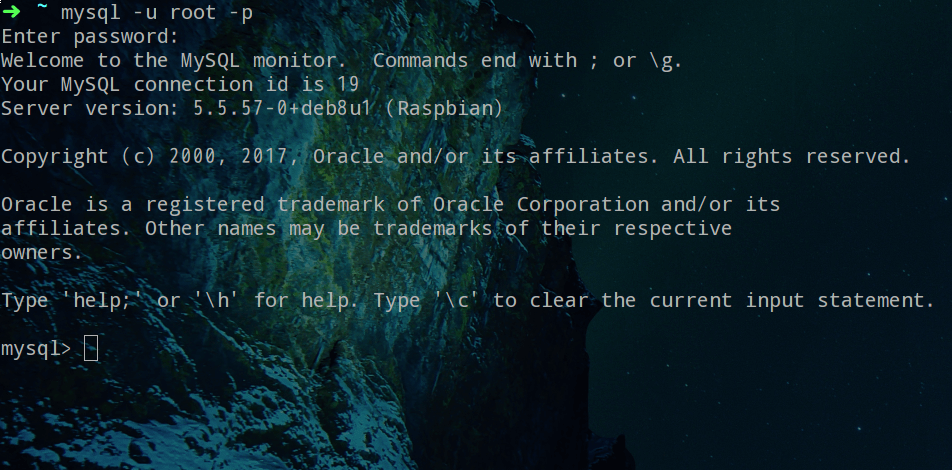 ➜ ~ mysql -u root -p
Enter password:
Welcome to the MySQL monitor.  Commands end with ; or \g.
Your MySQL connection id is 19
Server version: 5.5.57-0+deb8u1 (Raspbian)
Copyright (c) 2000, 2017, Oracle and/or its affiliates. All rights reserved.
Oracle is a registered trademark of Oracle Corporation and/or its
affiliates. Other names may be trademarks of their respective
owners.
Type 'help;' or '\h' for help. Type '\c' to clear the current input statement.
mysql>